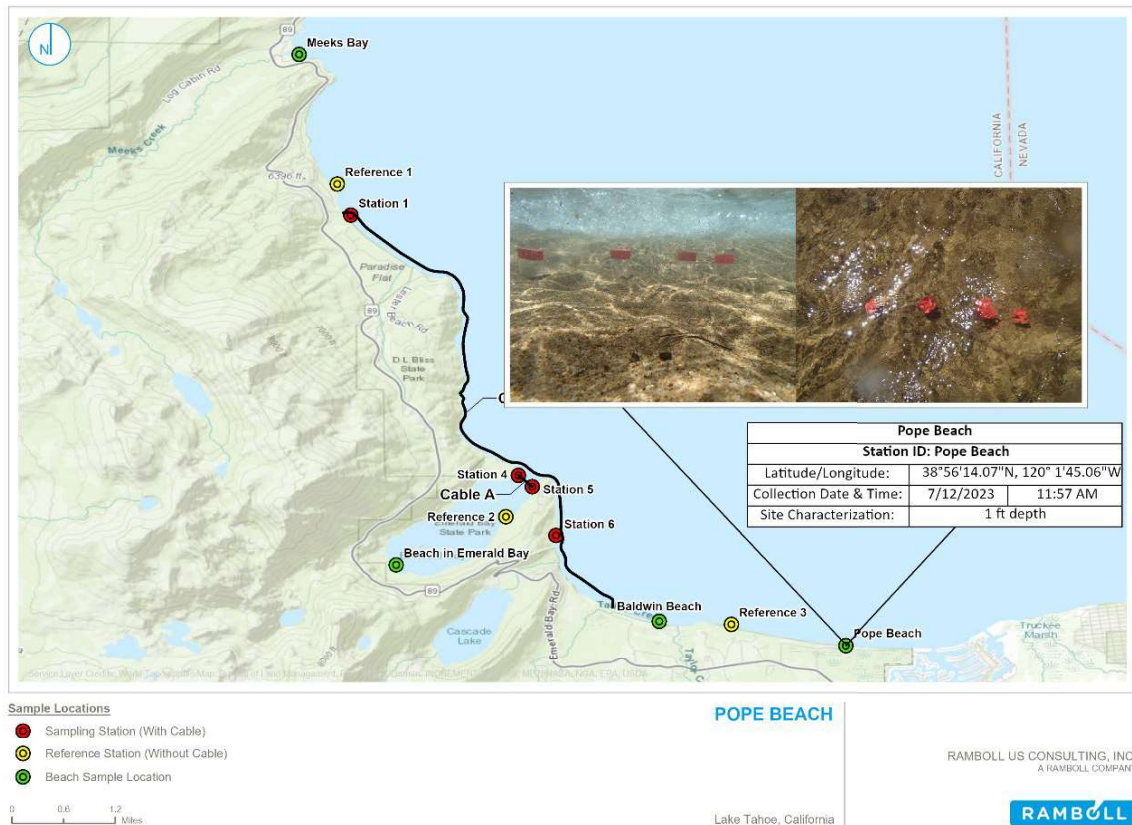 N
89
Meeks Bay
Log Cabin Rd
Meeks Creek
CALIFORNIA
NEVADA
6396 ft
Reference 1
Station 1
Paradise
Flat
Lester Beach Rd
89
D.L Bliss
State
Park
C
Pope Beach
Station ID: Pope Beach
Latitude/Longitude: 38°56'14.07"N, 120° 1'45.06"W
Collection Date & Time: 7/12/2023 11:57 AM
Site Characterization: 1 ft depth
Station 4
Cable A
Station 5
Reference 2
Emerald Bay
State Park
Station 6
Beach in Emerald Bay
89
Emerald Bay Rd
Baldwin Beach
Reference 3
Cascade
Lake
Taylor C
Pope Beach
Truckee
Marsh
Sample Locations
Sampling Station (With Cable)
Reference Station (Without Cable)
Beach Sample Location
0 0.6 1.2
Miles
POPE BEACH
Lake Tahoe, California
RAMBOLL US CONSULTING, INC
A RAMBOLL COMPANY
RAMBOLL